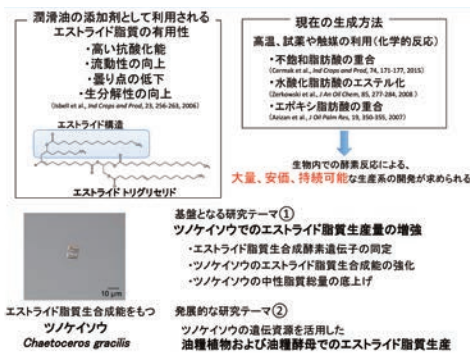 潤滑油の添加剤として利用される
エストライド脂質の有用性
・高い抗酸化能
・流動性の向上
・曇り点の低下
・生分解性の向上
(Isbell et al., Ind Crops and Prod, 23, 256-263, 2006)
エストライド構造
エストライド トリグリセリド
現在の生成方法
高温、試薬や触媒の利用(化学的反応)
・不飽和脂肪酸の重合
(Cermak et al., Ind Crops and Prod, 74, 171-177, 2015)
・水酸化脂肪酸のエステル化
(Zerkowski et al., J Am Oil Chem, 85, 277-284, 2008)
・エポキシ脂肪酸の重合
(Azizan et al., J Oil Palm Res, 19, 350-355, 2007)
生物内での酵素反応による、
大量、安価、持続可能な生産系の開発が求められる
10 μm
エストライド脂質生合成能をもつ
ツノケイソウ
Chaetoceros gracilis
基盤となる研究テーマ①
ツノケイソウでのエストライド脂質生産量の増強
・エストライド脂質生合成酵素遺伝子の同定
・ツノケイソウのエストライド脂質合成能の強化
・ツノケイソウの中性脂質総量の底上げ
発展的な研究テーマ②
ツノケイソウの遺伝資源を活用した
油糧植物および油糧酵母でのエストライド脂質生産